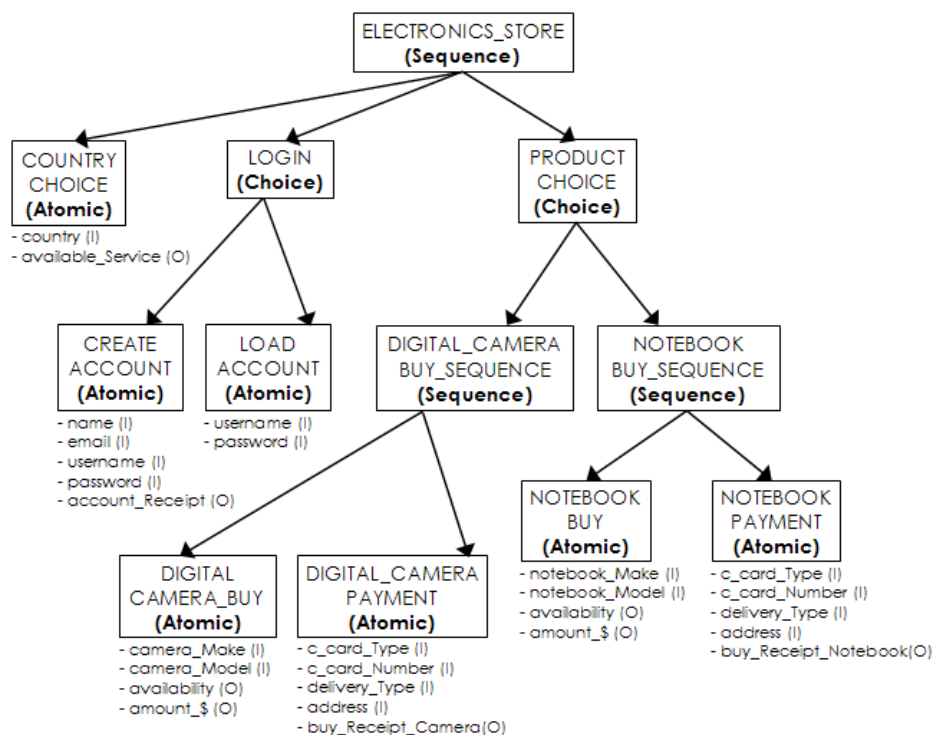 ELECTRONICS_STORE
(Sequence)
COUNTRY
CHOICE
(Atomic)
- country (I)
- available_Service (O)
LOGIN
(Choice)
PRODUCT
CHOICE
(Choice)
CREATE
ACCOUNT
(Atomic)
- name (I)
- email (I)
- username (I)
- password (I)
- account_Receipt (O)
LOAD
ACCOUNT
(Atomic)
- username (I)
- password (I)
DIGITAL_CAMERA
BUY_SEQUENCE
(Sequence)
NOTEBOOK
BUY_SEQUENCE
(Sequence)
DIGITAL
CAMERA_BUY
(Atomic)
- camera_Make (I)
- camera_Model (I)
- availability (O)
- amount_$ (O)
DIGITAL_CAMERA
PAYMENT
(Atomic)
- c_card_Type (I)
- c_card_Number (I)
- delivery_Type (I)
- address (I)
- buy_Receipt_Camera(O)
NOTEBOOK
BUY
(Atomic)
- notebook_Make (I)
- notebook_Model (I)
- availability (O)
- amount_$ (O)
NOTEBOOK
PAYMENT
(Atomic)
- c_card_Type (I)
- c_card_Number (I)
- delivery_Type (I)
- address (I)
- buy_Receipt_Notebook(O)